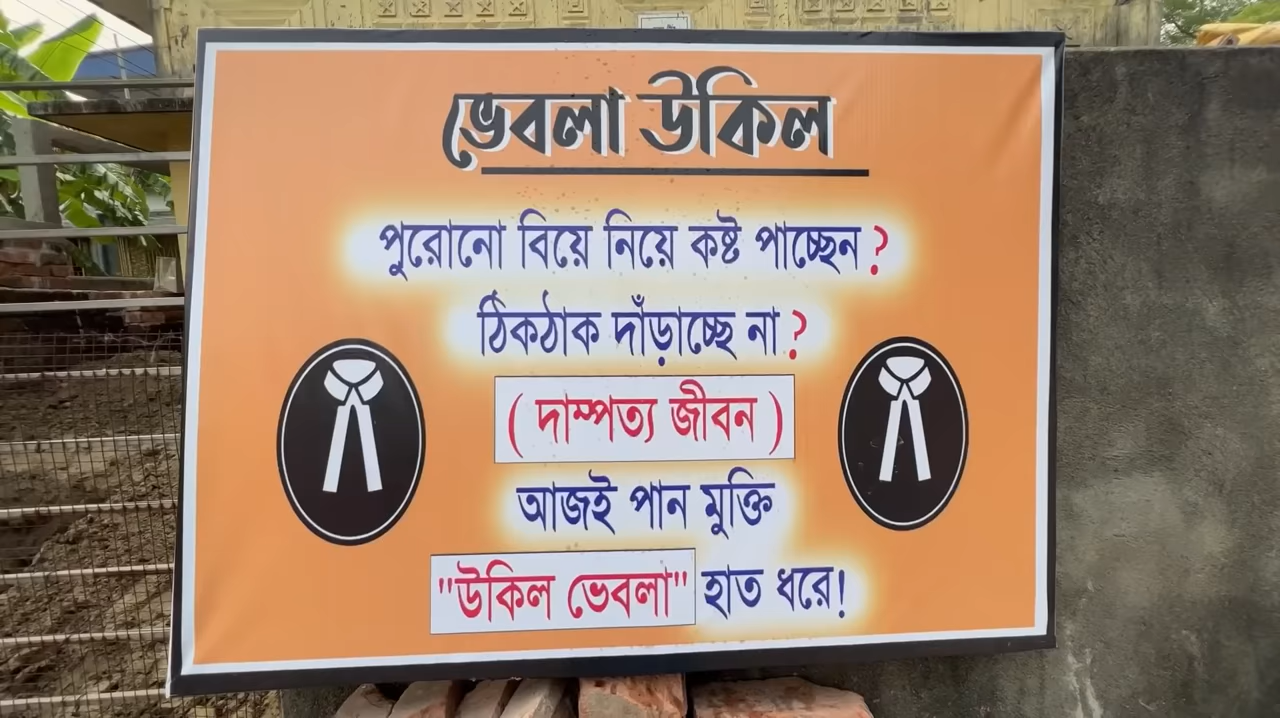 ভেবলা উকিল
পুরোনো বিয়ে নিয়ে কষ্ট পাচ্ছেন ?
ঠিকঠাক দাঁড়াচ্ছে না ?
( দাম্পত্য জীবন )
আজই পান মুক্তি
"উকিল ভেবলা" হাত ধরে!